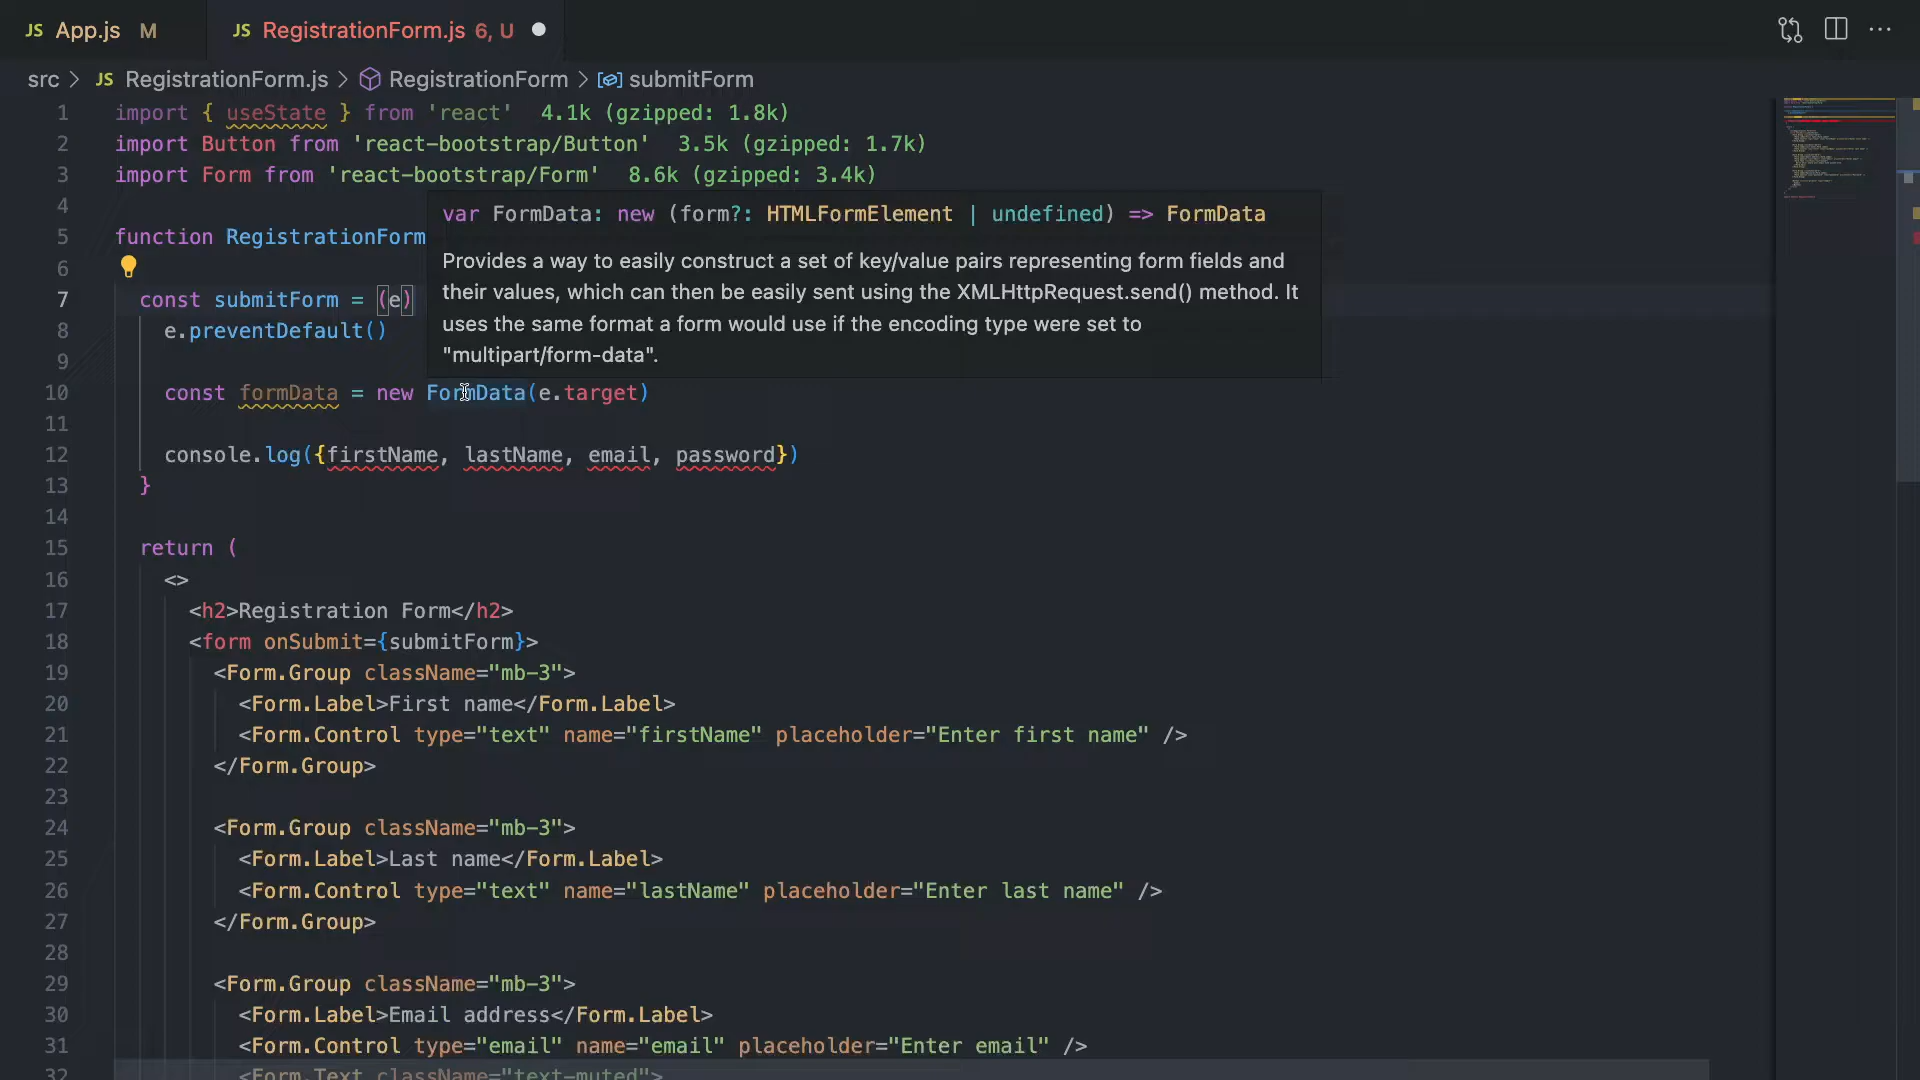 JS App.js M JS RegistrationForm.js 6, U
src > JS RegistrationForm.js > RegistrationForm > submitForm
1 import { useState } from 'react' 4.1k (gzipped: 1.8k)
2 import Button from 'react-bootstrap/Button' 3.5k (gzipped: 1.7k)
3 import Form from 'react-bootstrap/Form' 8.6k (gzipped: 3.4k)
4
var FormData: new (form?: HTMLFormElement | undefined) => FormData
5 function RegistrationForm
Provides a way to easily construct a set of key/value pairs representing form fields and
6
their values, which can then be easily sent using the XMLHttpRequest.send() method. It
7 const submitForm = (e)
uses the same format a form would use if the encoding type were set to
8 e.preventDefault()
"multipart/form-data".
9
10 const formData = new FormData(e.target)
11
12 console.log({firstName, lastName, email, password})
13 }
14
15 return (
16 <>
17 <h2>Registration Form</h2>
18 <form onSubmit={submitForm}>
19 <Form.Group className="mb-3">
20 <Form.Label>First name</Form.Label>
21 <Form.Control type="text" name="firstName" placeholder="Enter first name" />
22 </Form.Group>
23
24 <Form.Group className="mb-3">
25 <Form.Label>Last name</Form.Label>
26 <Form.Control type="text" name="lastName" placeholder="Enter last name" />
27 </Form.Group>
28
29 <Form.Group className="mb-3">
30 <Form.Label>Email address</Form.Label>
31 <Form.Control type="email" name="email" placeholder="Enter email" />
32 <Form.Text className="text-muted">